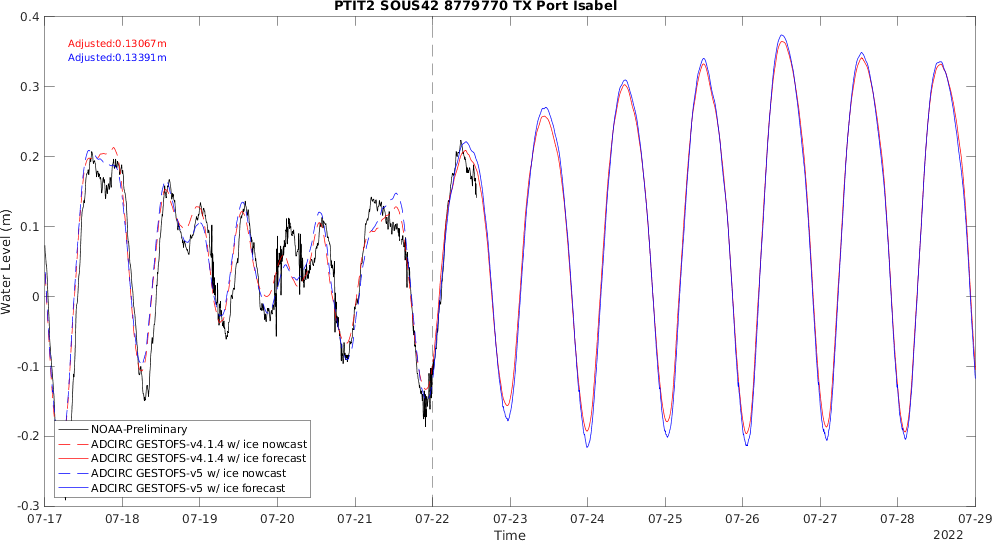 PTIT2 SOUS42 8779770 TX Port Isabel
Adjusted:0.13067m
Adjusted:0.13391m
0.4
0.3
0.2
0.1
0
-0.1
-0.2
-0.3
Water Level (m)
NOAA-Preliminary
ADCIRC GESTOFS-v4.1.4 w/ ice nowcast
ADCIRC GESTOFS-v4.1.4 w/ ice forecast
ADCIRC GESTOFS-v5 w/ ice nowcast
ADCIRC GESTOFS-v5 w/ ice forecast
07-17 07-18 07-19 07-20 07-21 07-22 07-23 07-24 07-25 07-26 07-27 07-28 07-29
Time
2022